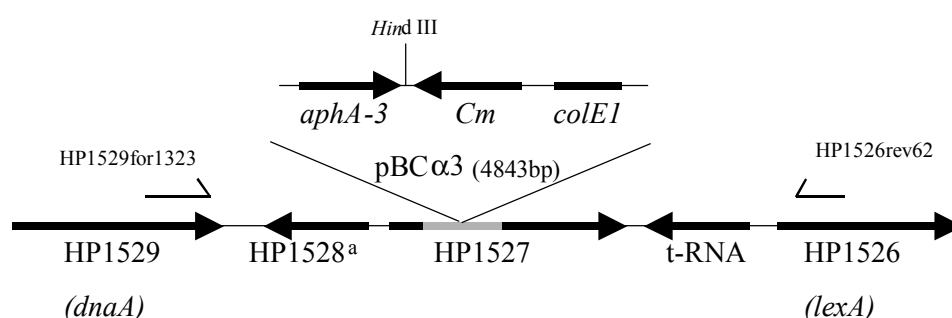 Hind III
aphA-3 Cm colE1
HP1529for1323 pBCα3 (4843bp) HP1526rev62
HP1529 HP1528ª HP1527 t-RNA HP1526
(dnaA) (lexA)